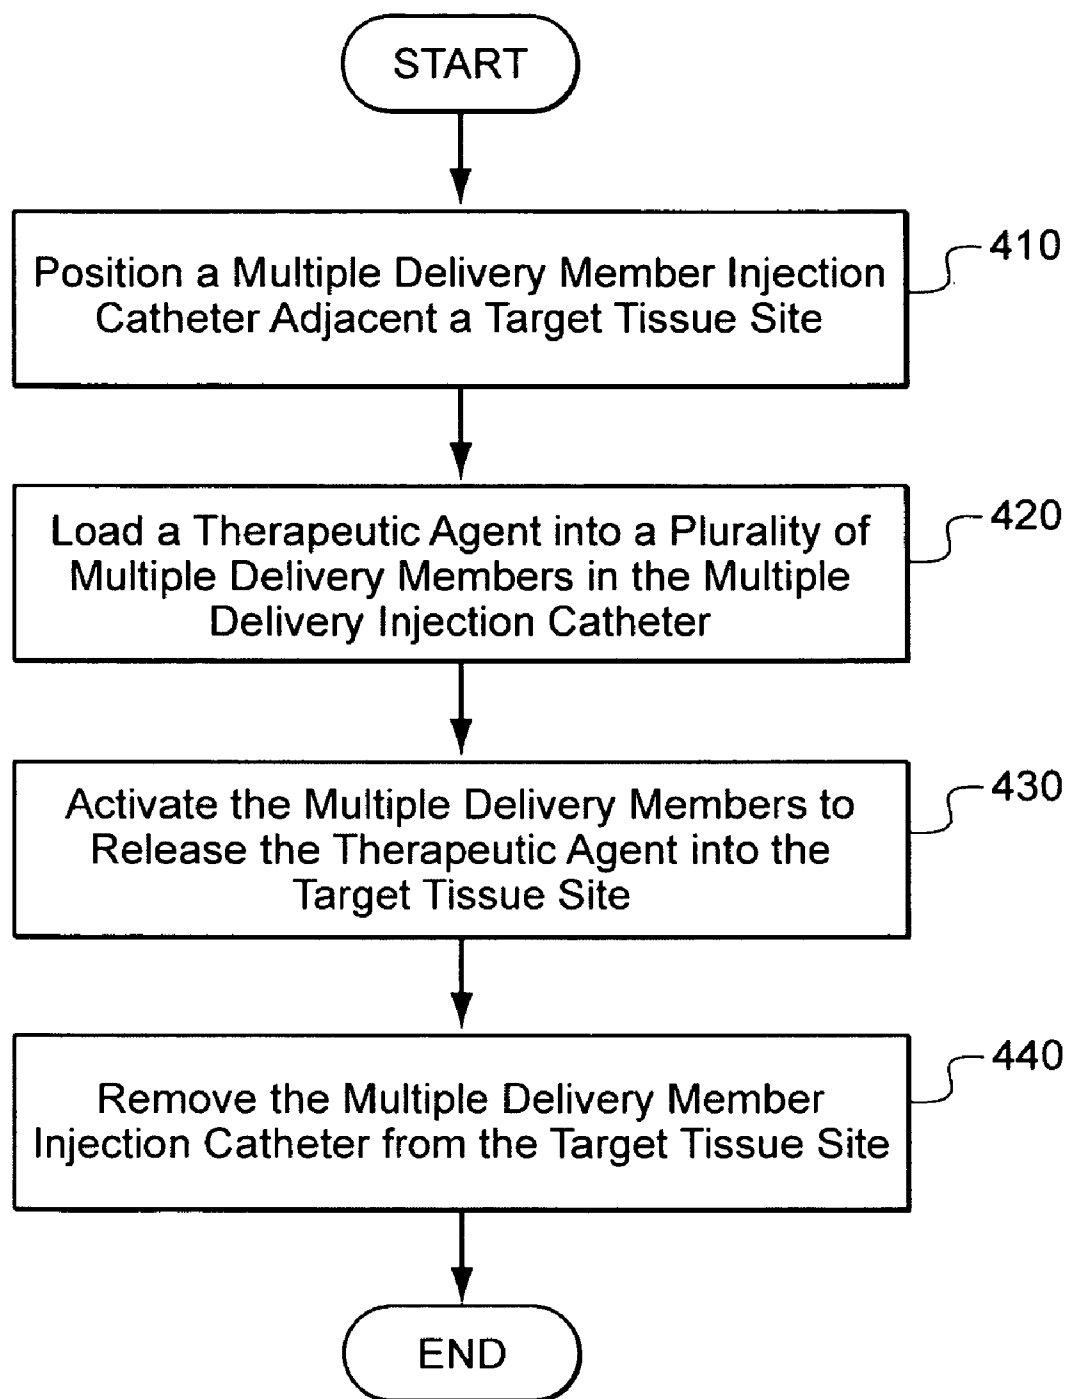 START
Position a Multiple Delivery Member Injection
Catheter Adjacent a Target Tissue Site
410
Load a Therapeutic Agent into a Plurality of
Multiple Delivery Members in the Multiple
Delivery Injection Catheter
420
Activate the Multiple Delivery Members to
Release the Therapeutic Agent into the
Target Tissue Site
430
Remove the Multiple Delivery Member
Injection Catheter from the Target Tissue Site
440
END